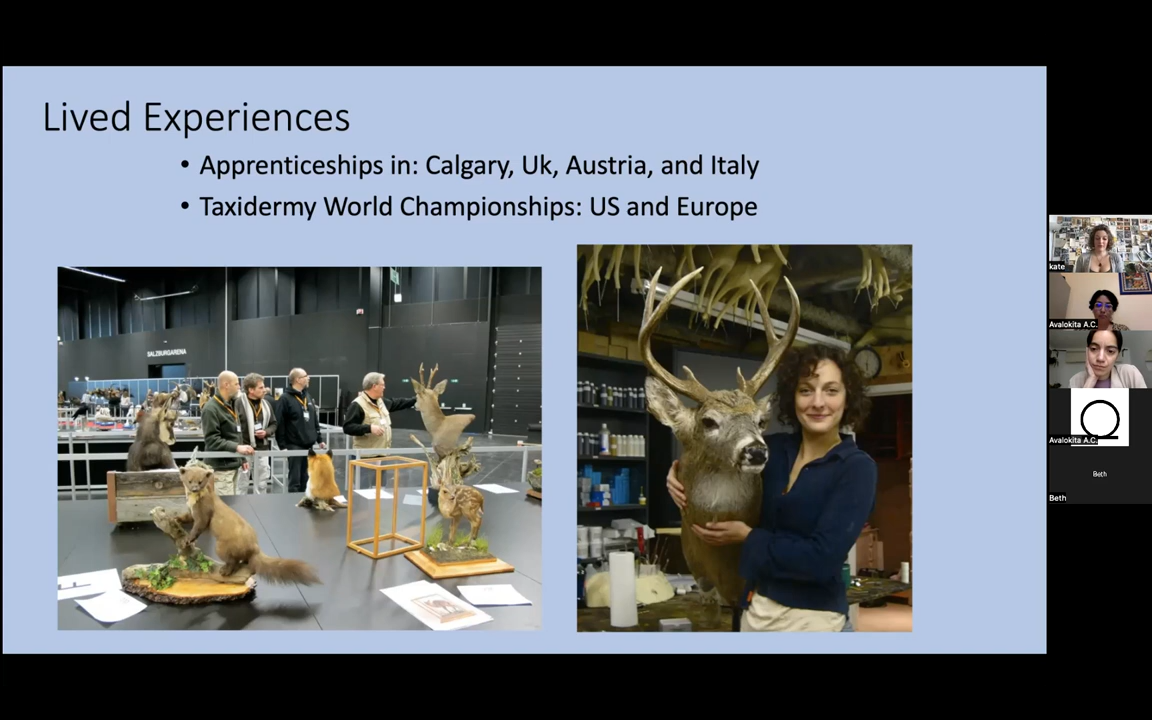 Lived Experiences
• Apprenticeships in: Calgary, Uk, Austria, and Italy
• Taxidermy World Championships: US and Europe
SALZBURGARENA
kate
Avalokita A.C.
Avalokita A.C.
Beth
Beth